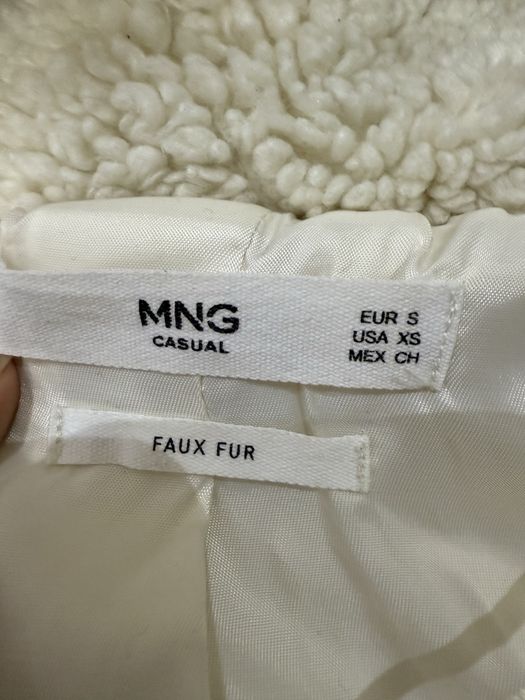 MNG
CASUAL
EUR S
USA XS
MEX CH
FAUX FUR